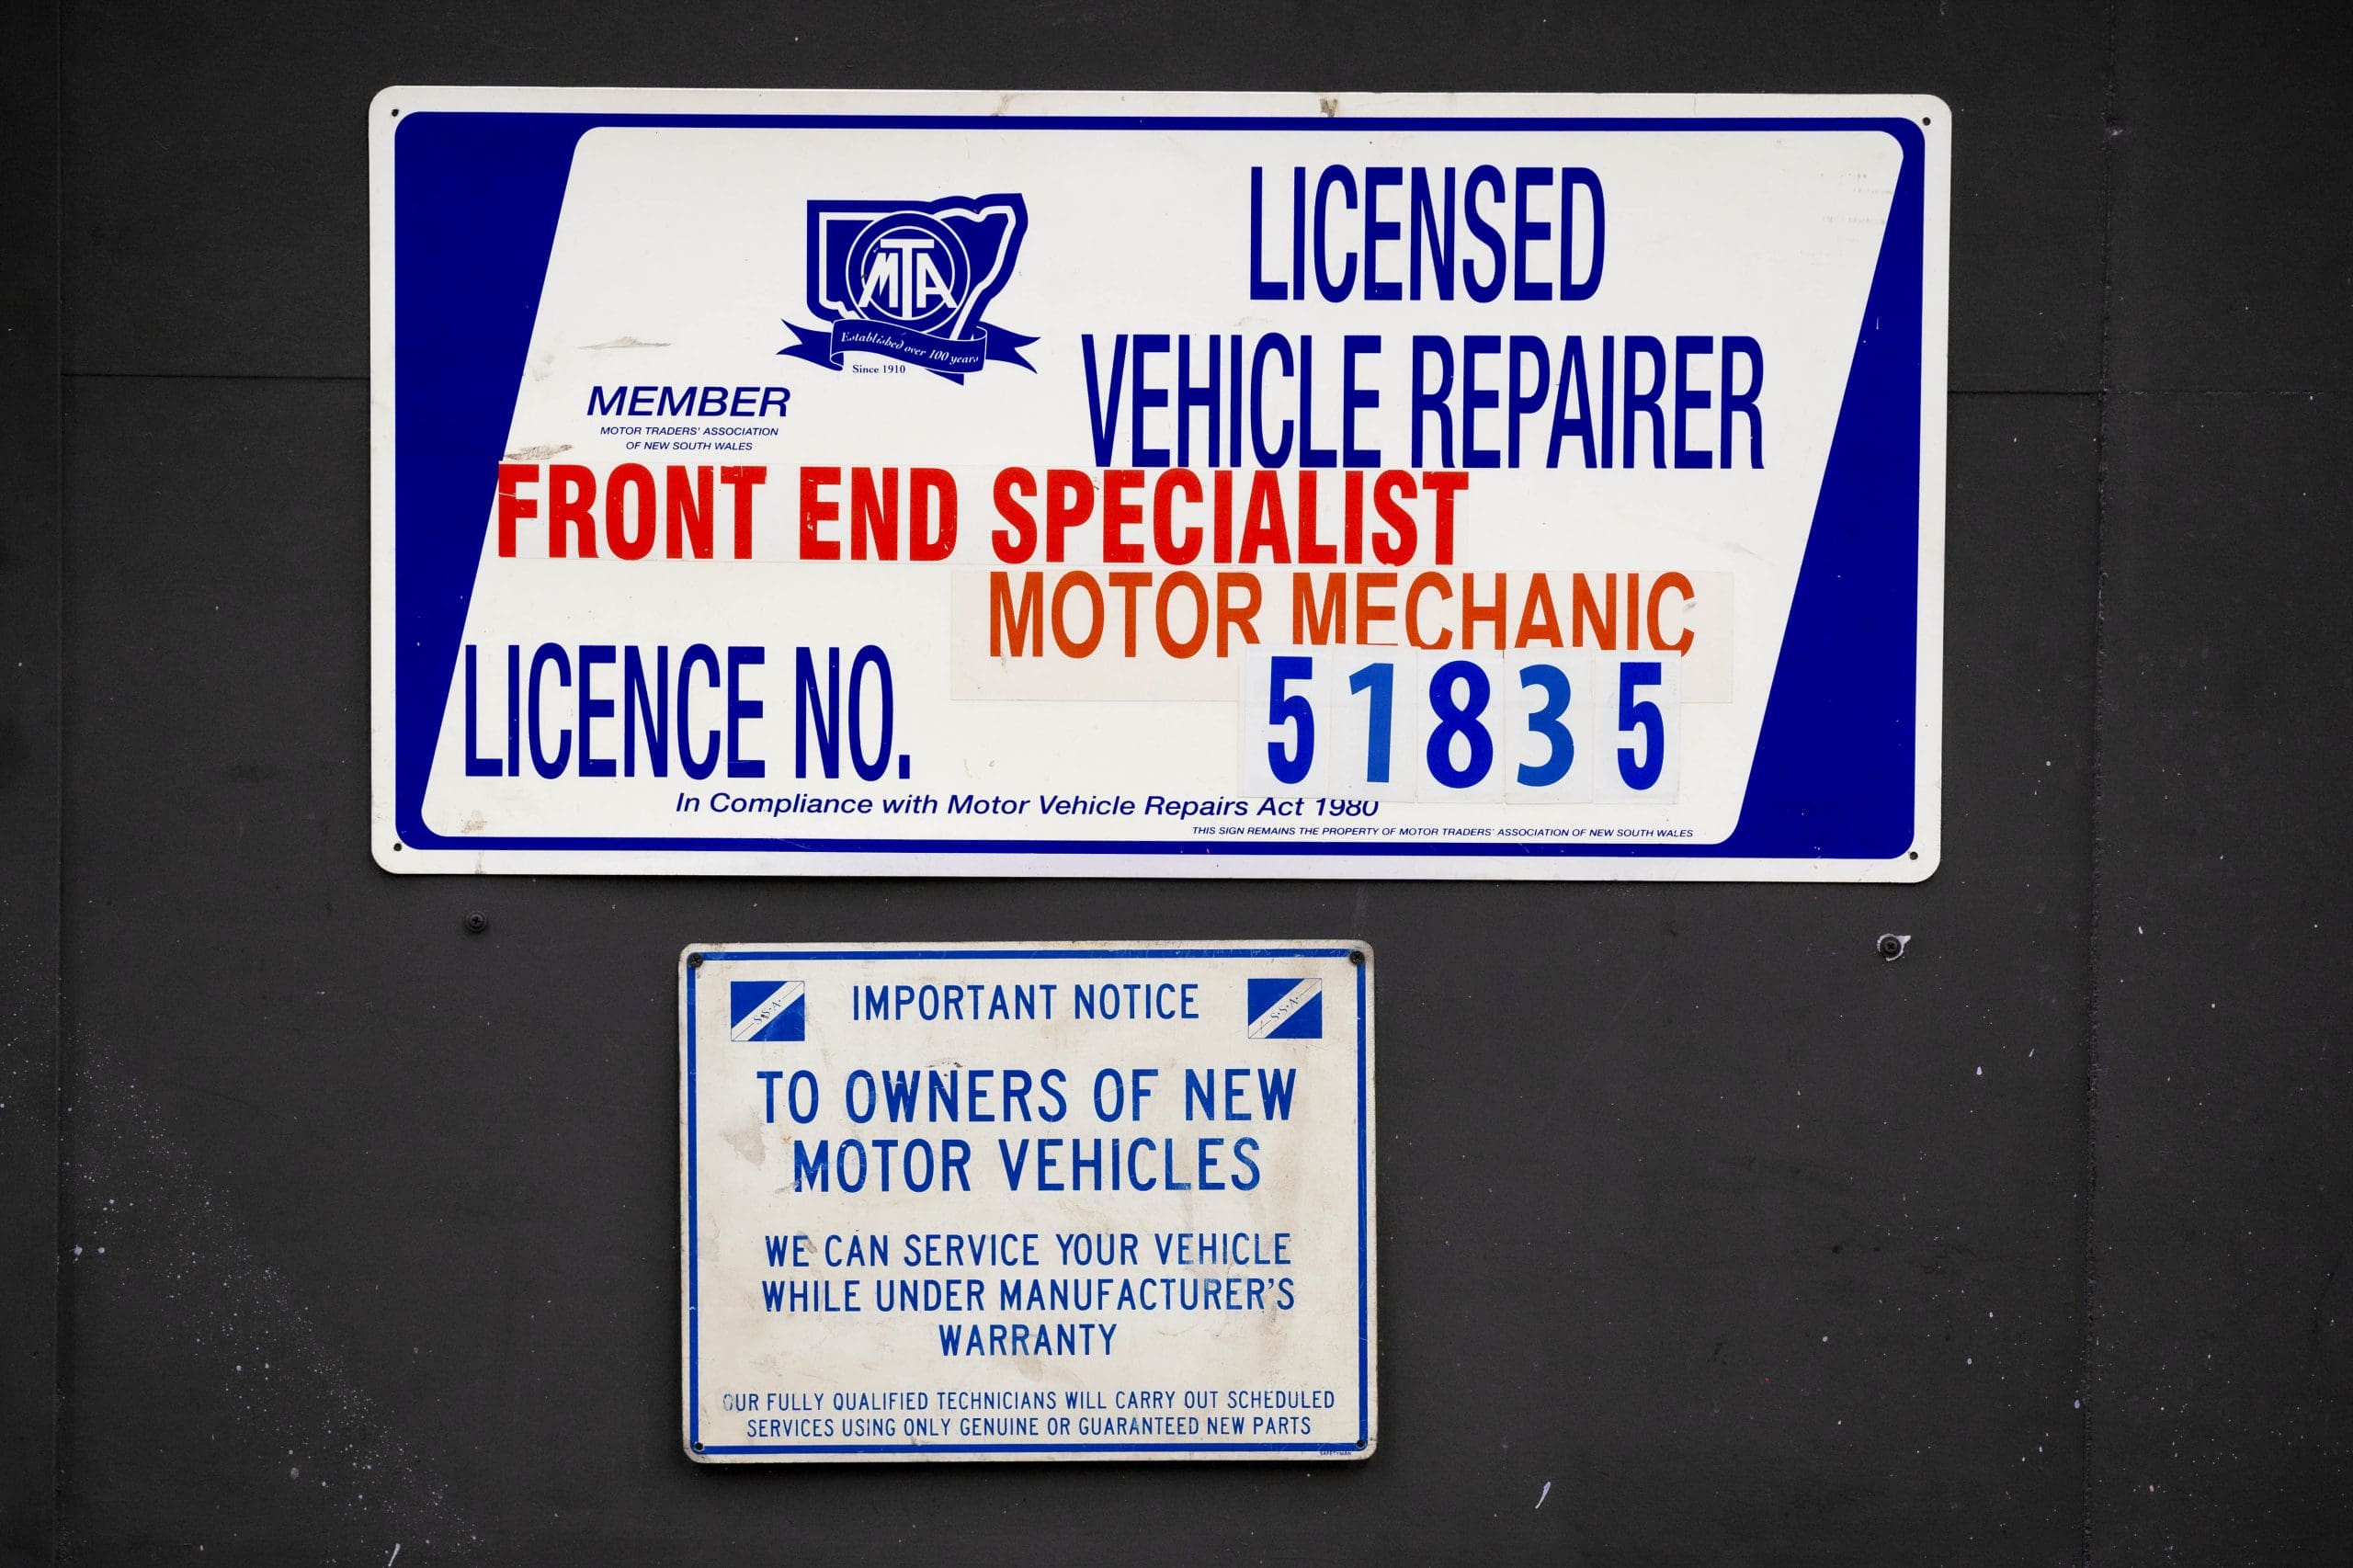 LICENSED
VEHICLE REPAIRER
MTA
Established over 100 years
Since 1910
MEMBER
MOTOR TRADERS' ASSOCIATION
OF NEW SOUTH WALES
FRONT END SPECIALIST
MOTOR MECHANIC
LICENCE NO. 51835
In Compliance with Motor Vehicle Repairs Act 1980
THIS SIGN REMAINS THE PROPERTY OF MOTOR TRADERS' ASSOCIATION OF NEW SOUTH WALES
S.S.A. IMPORTANT NOTICE S.S.A.
TO OWNERS OF NEW
MOTOR VEHICLES
WE CAN SERVICE YOUR VEHICLE
WHILE UNDER MANUFACTURER'S
WARRANTY
OUR FULLY QUALIFIED TECHNICIANS WILL CARRY OUT SCHEDULED
SERVICES USING ONLY GENUINE OR GUARANTEED NEW PARTS
SAFETYMAN